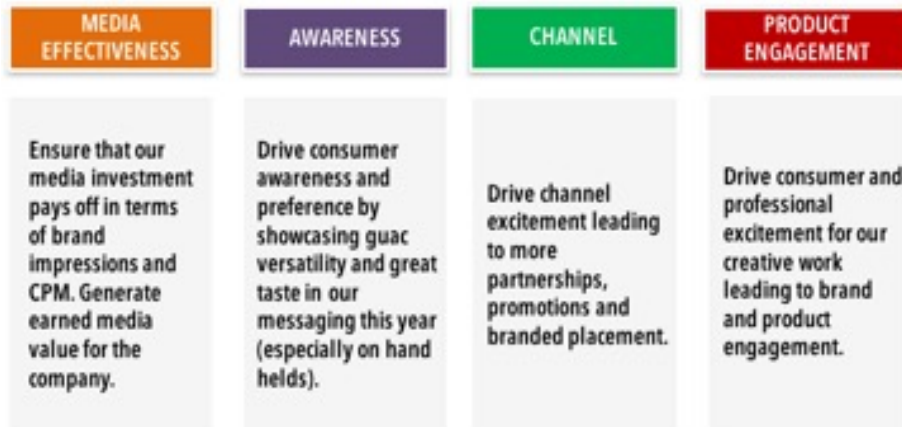 MEDIA
EFFECTIVENESS
Ensure that our
media investment
pays off in terms
of brand
impressions and
CPM. Generate
earned media
value for the
company.
AWARENESS
Drive consumer
awareness and
preference by
showcasing guac
versatility and great
taste in our
messaging this year
(especially on hand
helds).
CHANNEL
Drive channel
excitement leading
to more
partnerships,
promotions and
branded placement.
PRODUCT
ENGAGEMENT
Drive consumer and
professional
excitement for our
creative work
leading to brand
and product
engagement.